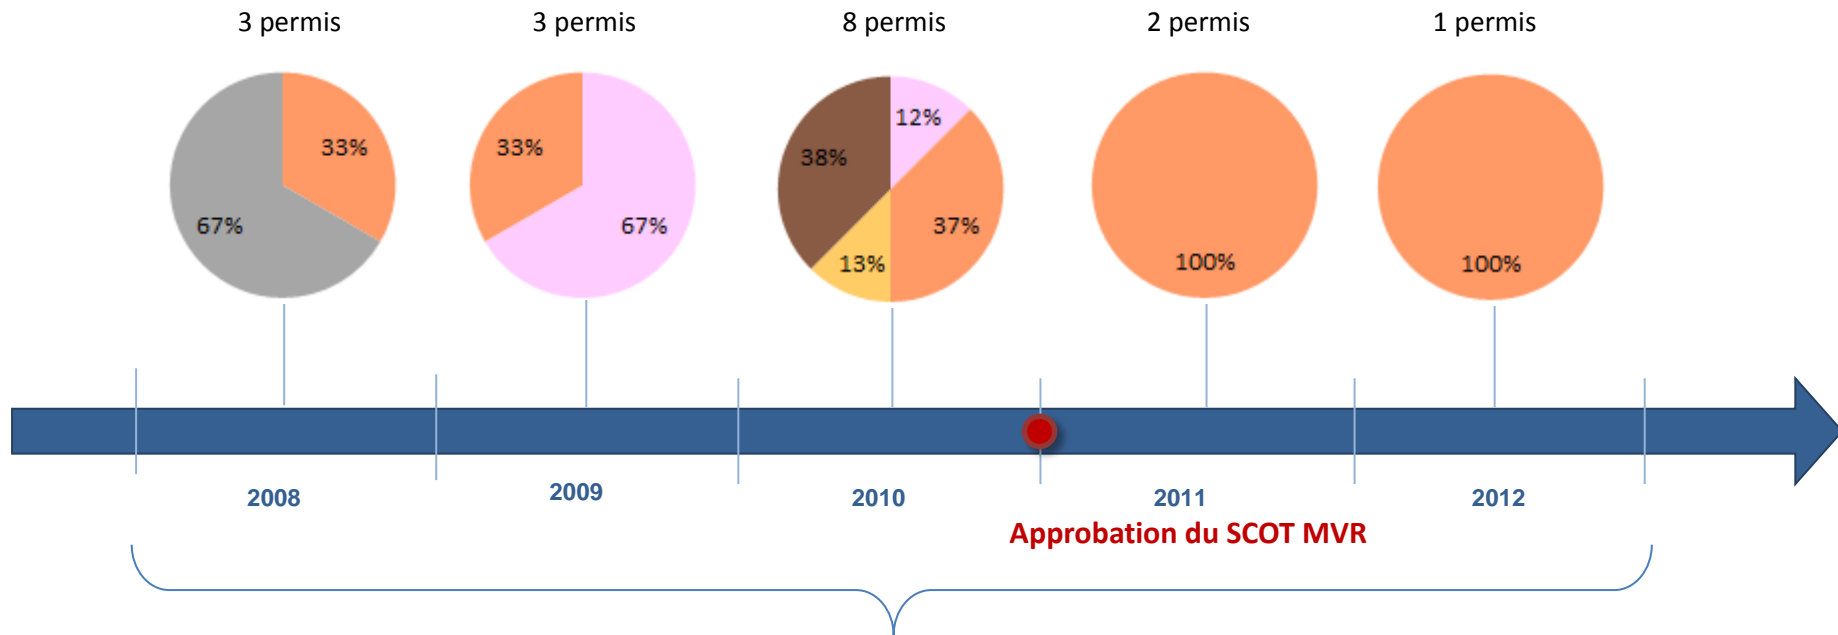 3 permis 3 permis 8 permis 2 permis 1 permis
33% 33% 12% 38%
67% 67% 37% 13% 100% 100%
2008 2009 2010 2011 2012
Approbation du SCOT MVR